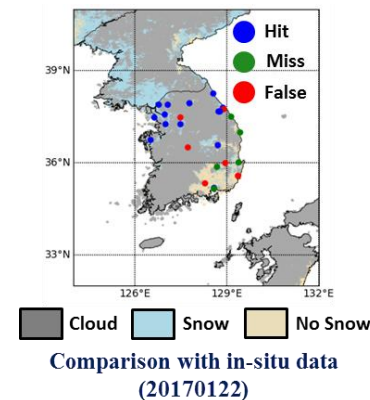 Hit
39°N
Miss
False
36°N
33°N
126°E 129°E 132°E
Cloud Snow No Snow
Comparison with in-situ data
(20170122)